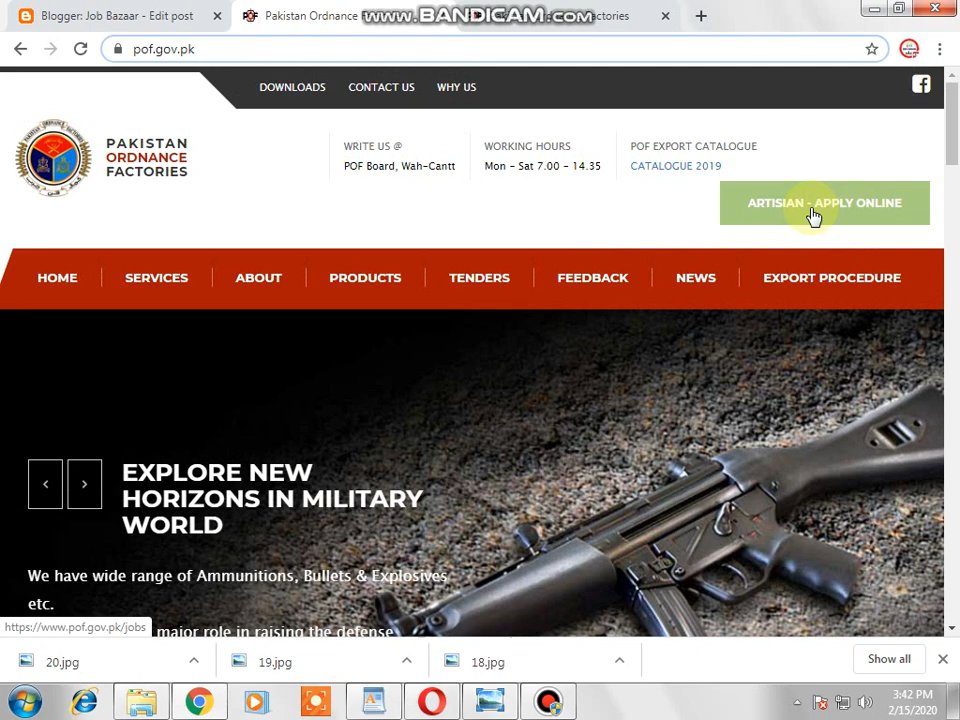 Blogger: Job Bazaar - Edit post
Pakistan Ordnance F
www.BANDICAM.com
actories
pof.gov.pk
DOWNLOADS
CONTACT US
WHY US
PAKISTAN
ORDNANCE
FACTORIES
WRITE US @
POF Board, Wah-Cantt
WORKING HOURS
Mon - Sat 7.00 - 14.35
POF EXPORT CATALOGUE
CATALOGUE 2019
ARTISIAN - APPLY ONLINE
HOME
SERVICES
ABOUT
PRODUCTS
TENDERS
FEEDBACK
NEWS
EXPORT PROCEDURE
EXPLORE NEW
HORIZONS IN MILITARY
WORLD
We have wide range of Ammunitions, Bullets & Explosives
etc.
major role in raising the defense
https://www.pof.gov.pk/jobs
20.jpg
19.jpg
18.jpg
Show all
3:42 PM
2/15/2020